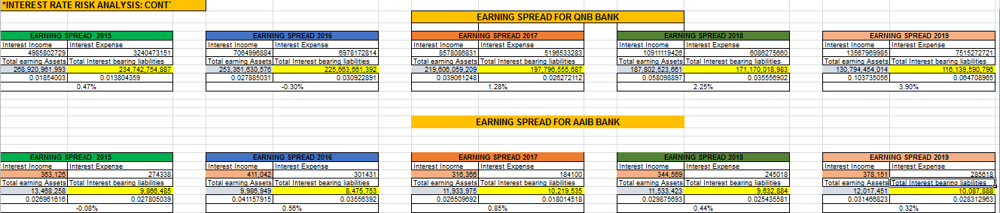 *INTEREST RATE RISK ANALYSIS: CONT`
EARNING SPREAD FOR QNB BANK
EARNING SPREAD 2015 EARNING SPREAD 2016 EARNING SPREAD 2017 EARNING SPREAD 2018 EARNING SPREAD 2019
Interest Income Interest Expense Interest Income Interest Expense Interest Income Interest Expense Interest Income Interest Expense Interest Income Interest Expense
4985802729 3240473151 7064996884 6978172814 8578086831 5196533283 10911119426 6086275660 13567969985 7515272721
Total earning Assets Total Interest bearing liabilities Total earning Assets Total Interest bearing liabilities Total earning Assets Total Interest bearing liabilities Total earning Assets Total Interest bearing liabilities Total earning Assets Total Interest bearing liabilities
268,920,961,993 234,742,754,887 253,361,630,576 225,663,661,392 219,606,059,209 197,796,555,687 187,802,523,661 171,170,018,983 130,794,454,014 116,139,590,796
0.01854003 0.013804359 0.027885031 0.030922891 0.039061248 0.026272112 0.058098897 0.035556902 0.103735056 0.064708965
0.47% -0.30% 1.28% 2.25% 3.90%
EARNING SPREAD FOR AAIB BANK
EARNING SPREAD 2015 EARNING SPREAD 2016 EARNING SPREAD 2017 EARNING SPREAD 2018 EARNING SPREAD 2019
Interest Income Interest Expense Interest Income Interest Expense Interest Income Interest Expense Interest Income Interest Expense Interest Income Interest Expense
363,126 274338 411,042 301431 316,366 184100 344,569 245018 378,151 285618
Total earning Assets Total Interest bearing liabilities Total earning Assets Total Interest bearing liabilities Total earning Assets Total Interest bearing liabilities Total earning Assets Total Interest bearing liabilities Total earning Assets Total Interest bearing liabilities
13,468,258 9,866,485 9,986,949 8,475,753 11,933,975 10,219,535 11,533,423 9,632,884 12,017,451 10,087,888
0.026961616 0.027805039 0.041157915 0.03556392 0.026509692 0.018014518 0.029875693 0.025435581 0.031466823 0.028312963
-0.08% 0.56% 0.85% 0.44% 0.32%